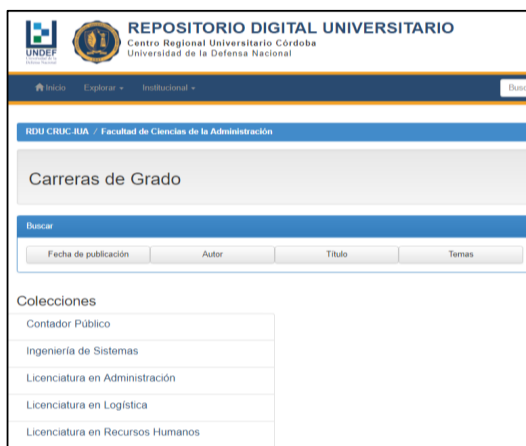 UNDEF
REPOSITORIO DIGITAL UNIVERSITARIO
Centro Regional Universitario Córdoba
Universidad de la Defensa Nacional
Inicio Explorar Institucional Busc
RDU CRUC-IUA / Facultad de Ciencias de la Administración
Carreras de Grado
Buscar
Fecha de publicación Autor Título Temas
Colecciones
Contador Público
Ingeniería de Sistemas
Licenciatura en Administración
Licenciatura en Logística
Licenciatura en Recursos Humanos